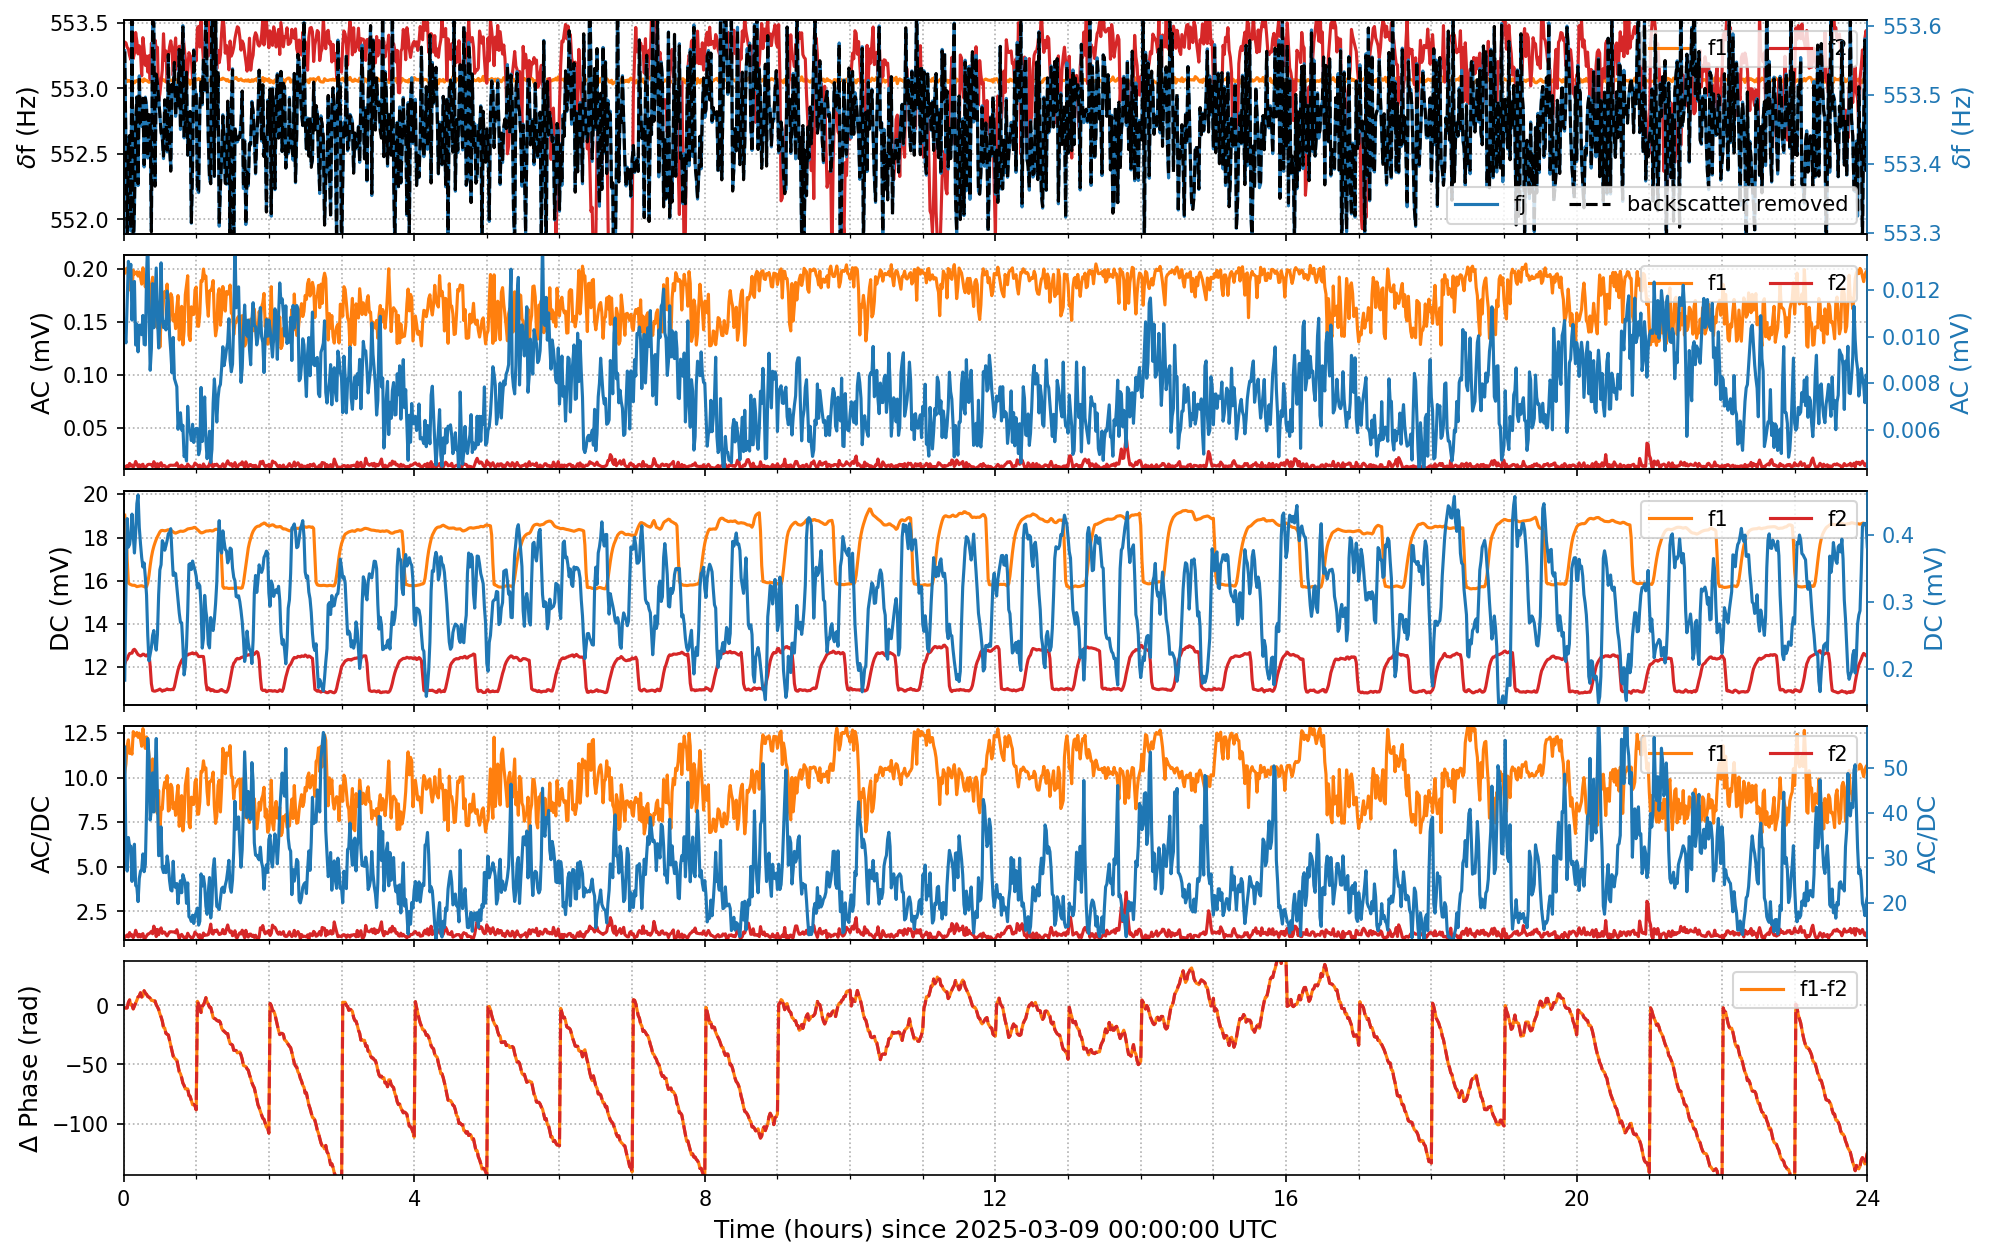 553.5
553.0
552.5
552.0
δf (Hz)
f1 f2
fj backscatter removed
553.6
553.5
553.4
553.3
δf (Hz)
0.20
0.15
0.10
0.05
AC (mV)
f1 f2
0.012
0.010
0.008
0.006
AC (mV)
20
18
16
14
12
DC (mV)
f1 f2
0.4
0.3
0.2
DC (mV)
12.5
10.0
7.5
5.0
2.5
AC/DC
f1 f2
50
40
30
20
AC/DC
0
−50
−100
Δ Phase (rad)
f1-f2
0 4 8 12 16 20 24
Time (hours) since 2025-03-09 00:00:00 UTC